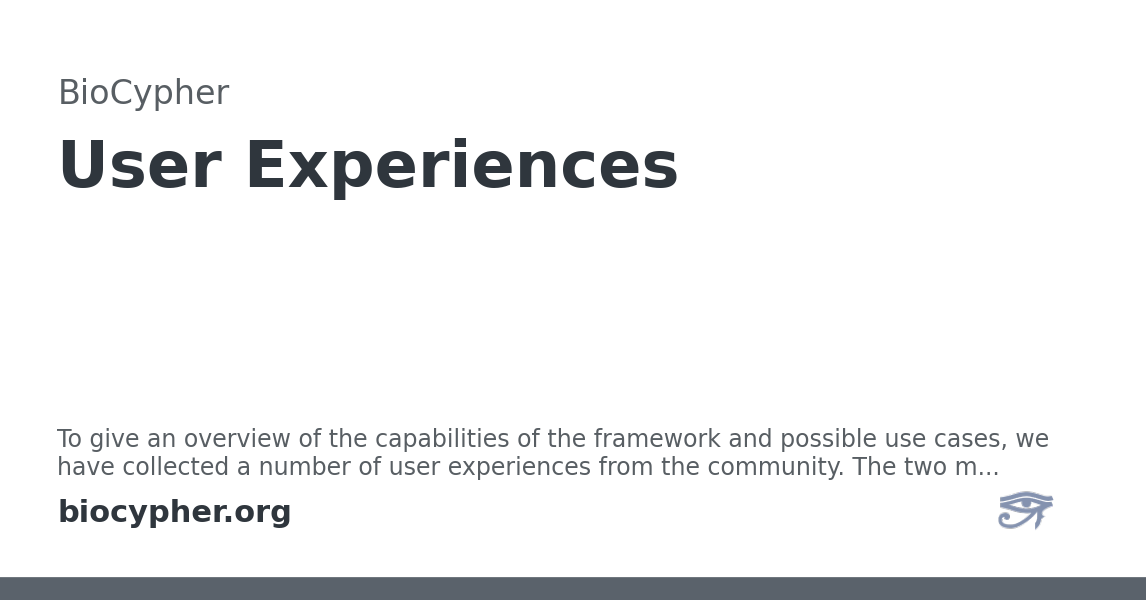 BioCypher
User Experiences
To give an overview of the capabilities of the framework and possible use cases, we
have collected a number of user experiences from the community. The two m...
biocypher.org